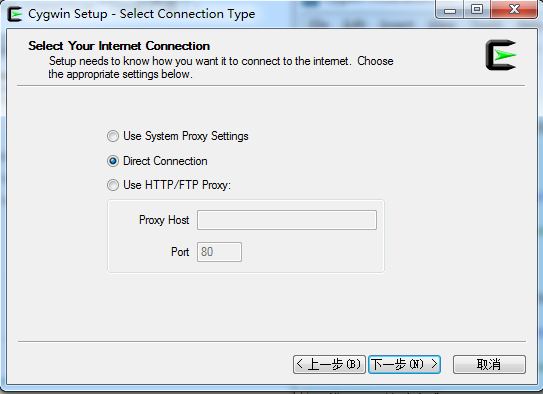 Cygwin Setup - Select Connection Type
Select Your Internet Connection
Setup needs to know how you want it to connect to the internet. Choose
the appropriate settings below.
Use System Proxy Settings
Direct Connection
Use HTTP/FTP Proxy:
Proxy Host
Port 80
< 上一步(B) 下一步(N) > 取消